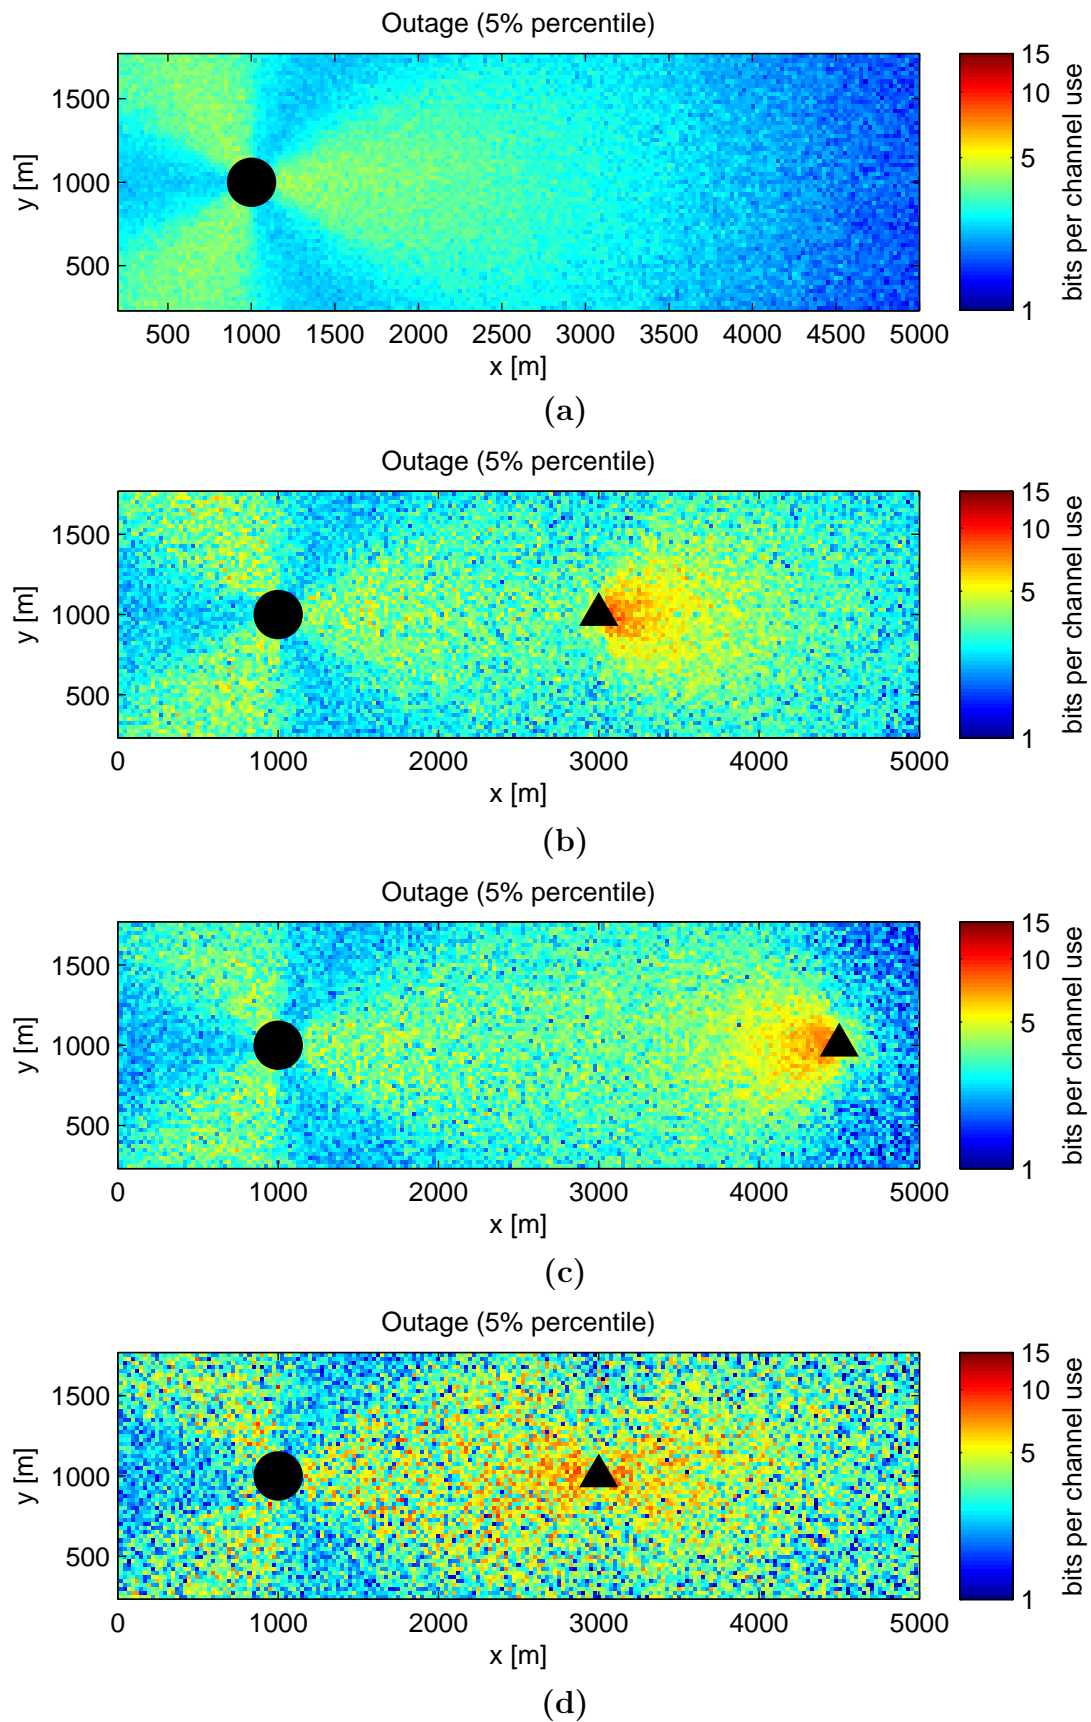 Outage (5% percentile)
15
10
5
1
bits per channel use
1500
1000
500
y [m]
500 1000 1500 2000 2500 3000 3500 4000 4500 5000
x [m]
(a)
Outage (5% percentile)
15
10
5
1
bits per channel use
1500
1000
500
y [m]
0 1000 2000 3000 4000 5000
x [m]
(b)
Outage (5% percentile)
15
10
5
1
bits per channel use
1500
1000
500
y [m]
0 1000 2000 3000 4000 5000
x [m]
(c)
Outage (5% percentile)
15
10
5
1
bits per channel use
1500
1000
500
y [m]
0 1000 2000 3000 4000 5000
x [m]
(d)